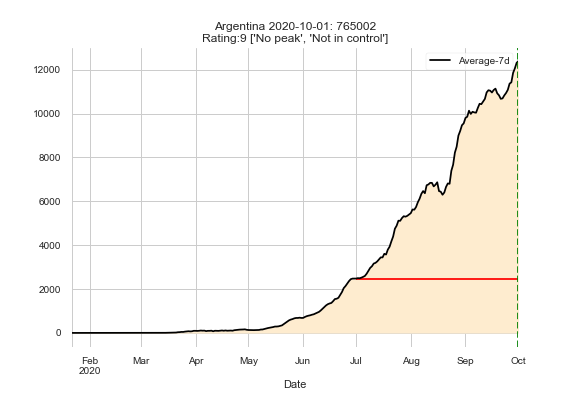 Argentina 2020-10-01: 765002
Rating:9 ['No peak', 'Not in control']
Average-7d
12000
10000
8000
6000
4000
2000
0
Feb Mar Apr May Jun Jul Aug Sep Oct
2020
Date